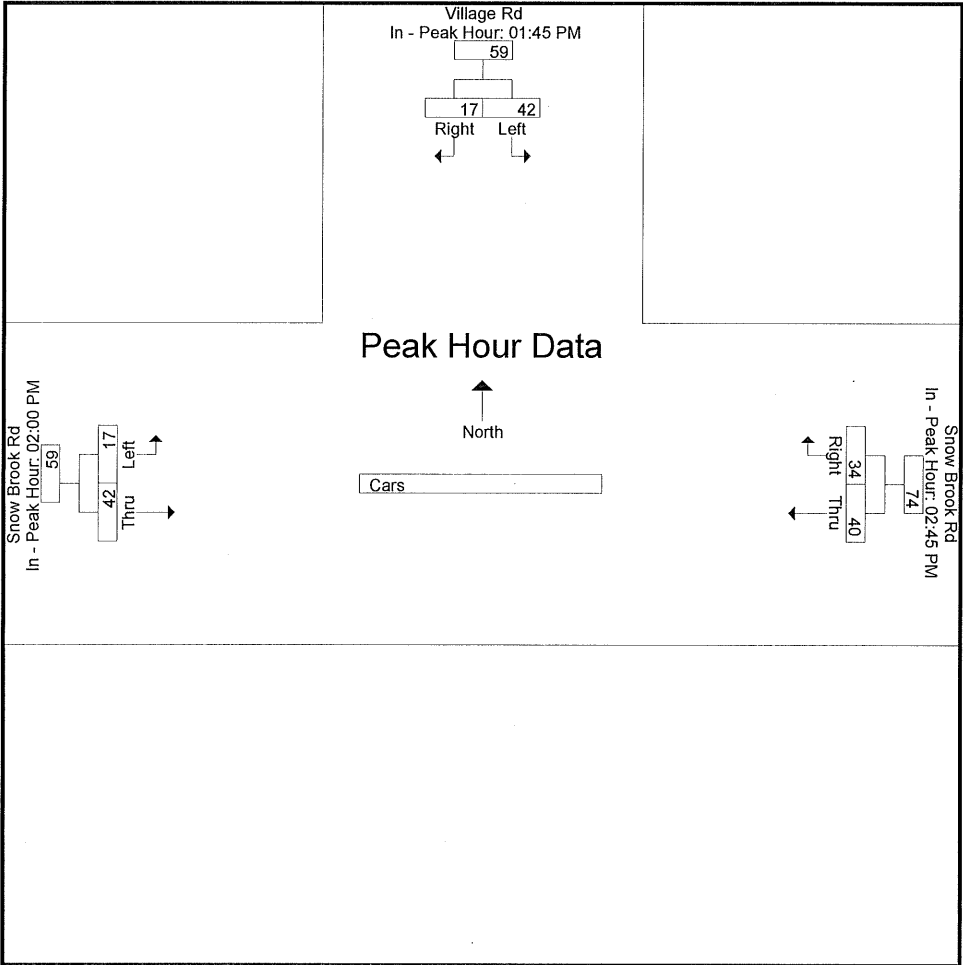 Village Rd
In - Peak Hour: 01:45 PM
59
17 42
Right Left
Peak Hour Data
North
Cars
Snow Brook Rd
In - Peak Hour: 02:00 PM
59
17 42
Left Thru
Snow Brook Rd
In - Peak Hour: 02:45 PM
74
34 40
Right Thru